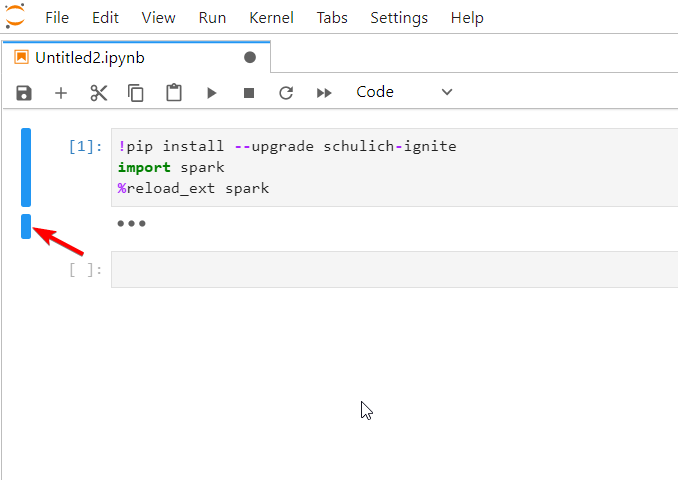 File Edit View Run Kernel Tabs Settings Help
Untitled2.ipynb
Code
[1]: !pip install --upgrade schulich-ignite
import spark
%reload_ext spark
•••
[ ]: